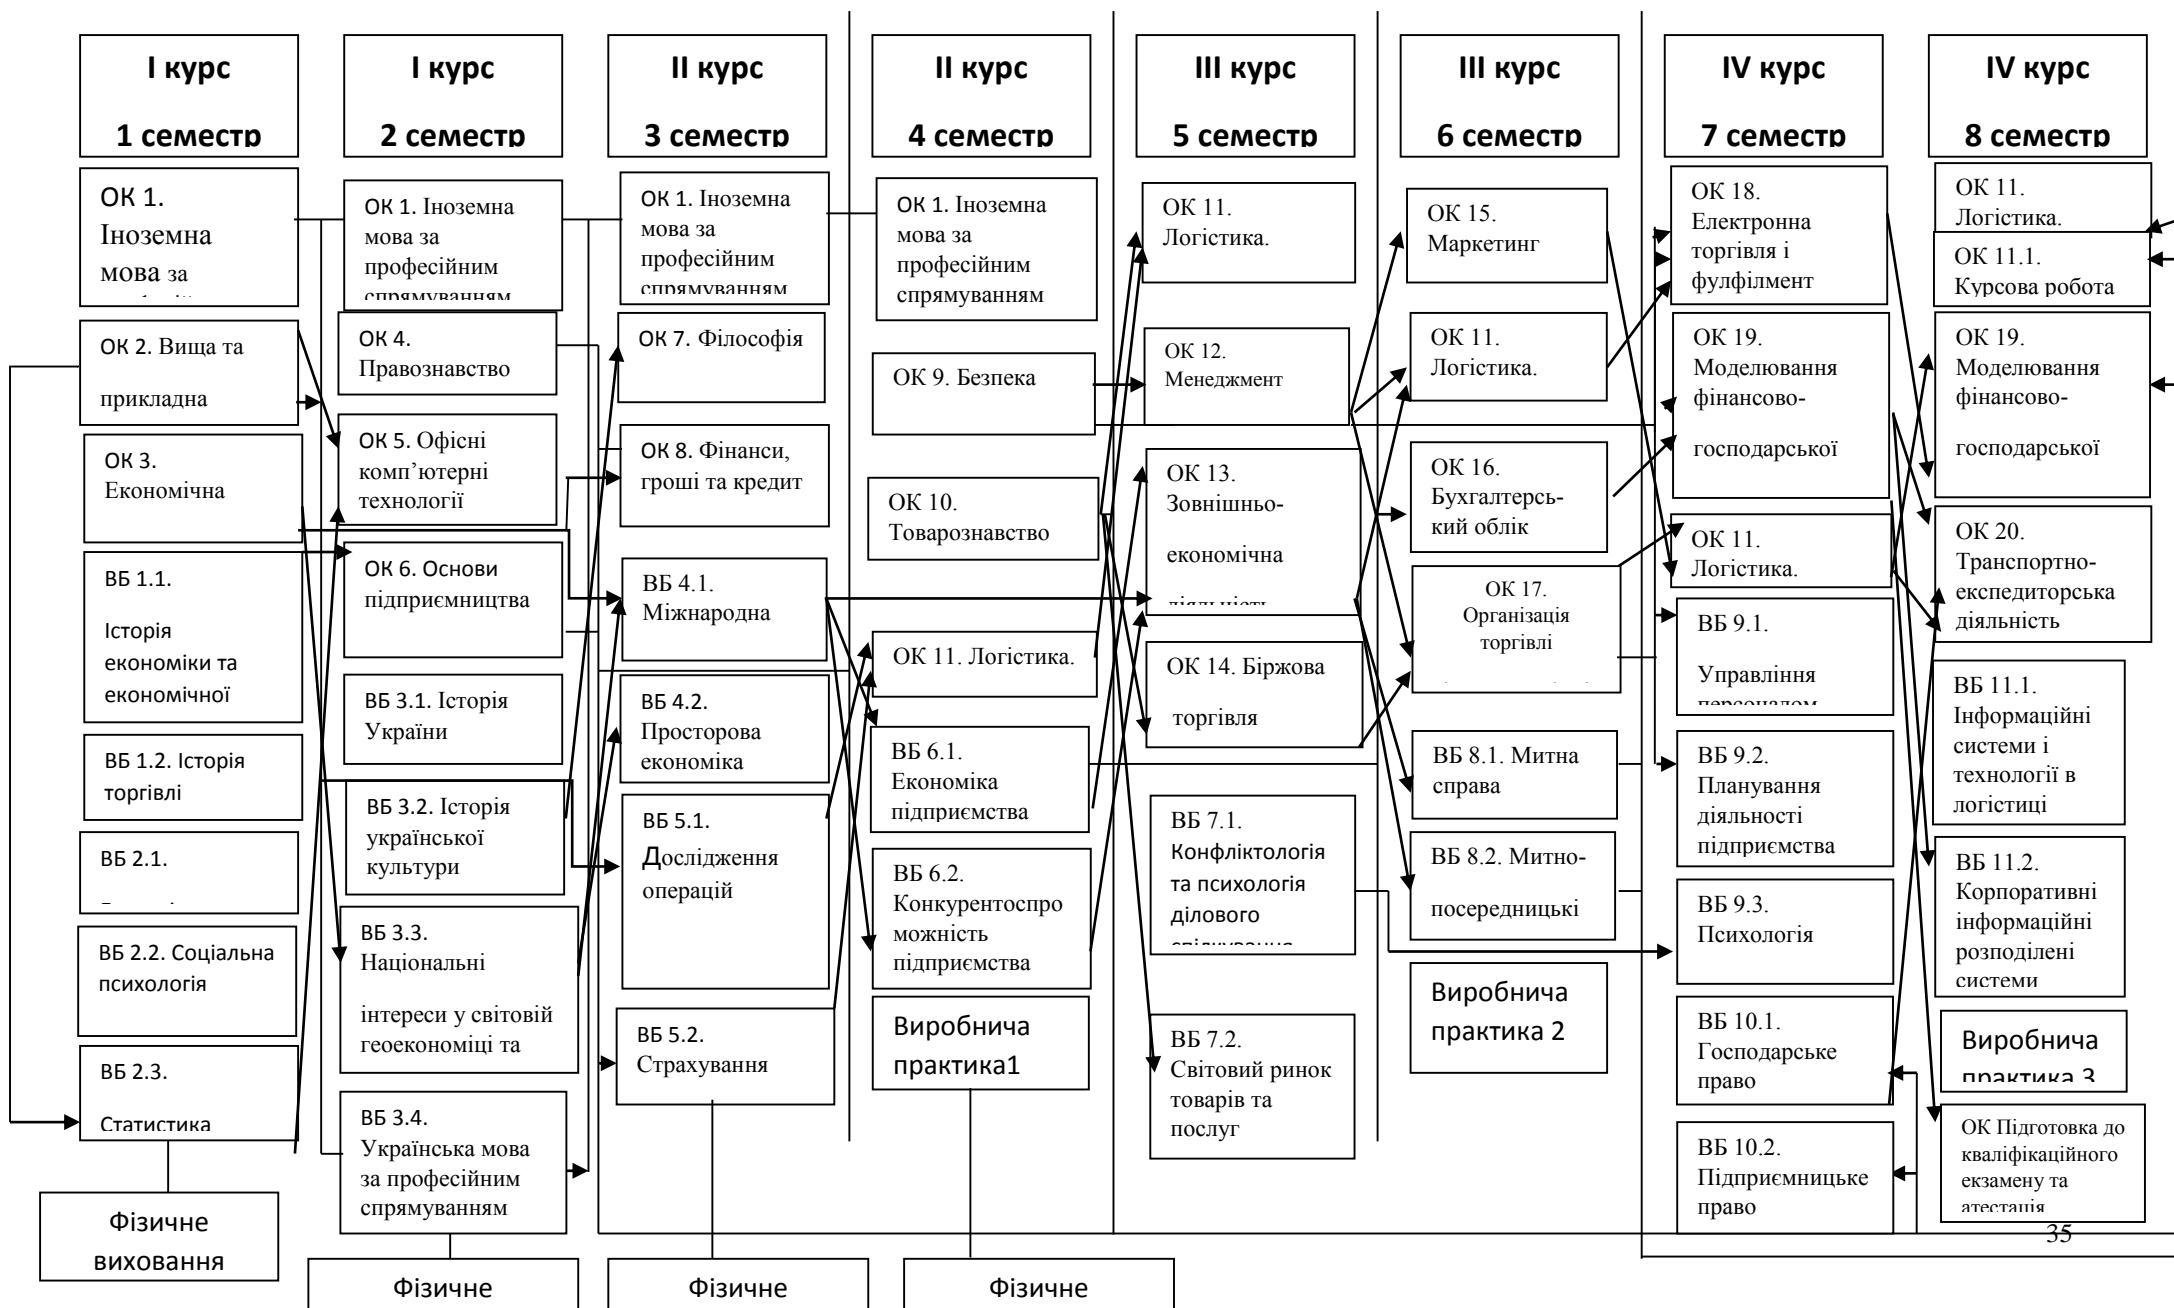 І курс
1 семестр
І курс
2 семестр
ІІ курс
3 семестр
ІІ курс
4 семестр
ІІІ курс
5 семестр
ІІІ курс
6 семестр
IV курс
7 семестр
IV курс
8 семестр
ОК 1.
Іноземна
мова за
ОК 2. Вища та
прикладна
ОК 3.
Економічна
ВБ 1.1.
Історія
економіки та
економічної
ВБ 1.2. Історія
торгівлі
ВБ 2.1.
ВБ 2.2. Соціальна
психологія
ВБ 2.3.
Статистика
Фізичне
виховання
ОК 1. Іноземна
мова за
професійним
спрямуванням
ОК 4.
Правознавство
ОК 5. Офісні
комп’ютерні
технології
ОК 6. Основи
підприємництва
ВБ 3.1. Історія
України
ВБ 3.2. Історія
української
культури
ВБ 3.3.
Національні
інтереси у світовій
геоекономіці та
ВБ 3.4.
Українська мова
за професійним
спрямуванням
Фізичне
ОК 1. Іноземна
мова за
професійним
спрямуванням
ОК 7. Філософія
ОК 8. Фінанси,
гроші та кредит
ВБ 4.1.
Міжнародна
ВБ 4.2.
Просторова
економіка
ВБ 5.1.
Дослідження
операцій
ВБ 5.2.
Страхування
Фізичне
ОК 1. Іноземна
мова за
професійним
спрямуванням
ОК 9. Безпека
ОК 10.
Товарознавство
ОК 11. Логістика.
ВБ 6.1.
Економіка
підприємства
ВБ 6.2.
Конкурентоспро
можність
підприємства
Виробнича
практика1
Фізичне
ОК 11.
Логістика.
ОК 12.
Менеджмент
ОК 13.
Зовнішньо-
економічна
діяльність
ОК 14. Біржова
торгівля
ВБ 7.1.
Конфліктологія
та психологія
ділового
спілкування
ВБ 7.2.
Світовий ринок
товарів та
послуг
ОК 15.
Маркетинг
ОК 11.
Логістика.
ОК 16.
Бухгалтерсь-
кий облік
ОК 17.
Організація
торгівлі
ВБ 8.1. Митна
справа
ВБ 8.2. Митно-
посередницькі
Виробнича
практика 2
ОК 18.
Електронна
торгівля і
фулфілмент
ОК 19.
Моделювання
фінансово-
господарської
ОК 11.
Логістика.
ВБ 9.1.
Управління
персоналом
ВБ 9.2.
Планування
діяльності
підприємства
ВБ 9.3.
Психологія
ВБ 10.1.
Господарське
право
ВБ 10.2.
Підприємницьке
право
ОК 11.
Логістика.
ОК 11.1.
Курсова робота
ОК 19.
Моделювання
фінансово-
господарської
ОК 20.
Транспортно-
експедиторська
діяльність
ВБ 11.1.
Інформаційні
системи і
технології в
логістиці
ВБ 11.2.
Корпоративні
інформаційні
розподілені
системи
Виробнича
практика 3
ОК Підготовка до
кваліфікаційного
екзамену та
атестація
35